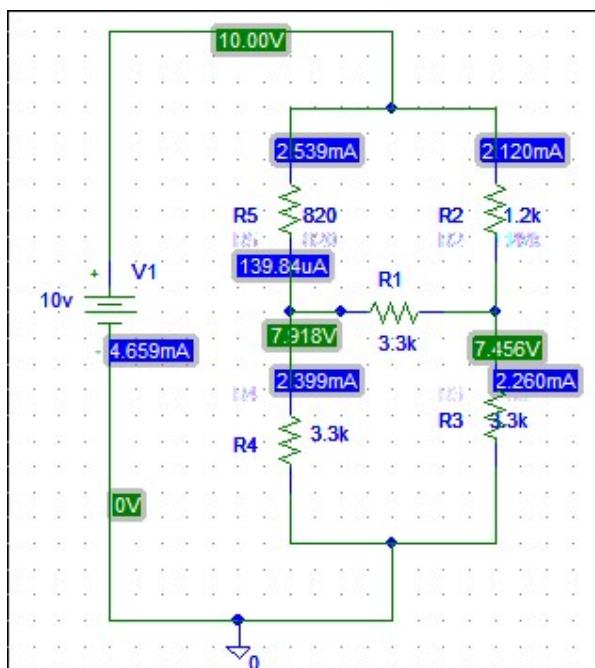 10.00V
2.539mA
2.120mA
R5
820
R2
1.2k
139.84uA
R1
+
V1
10v
7.918V
3.3k
7.456V
-
4.659mA
2.399mA
2.260mA
R4
3.3k
R3
3.3k
0V
0